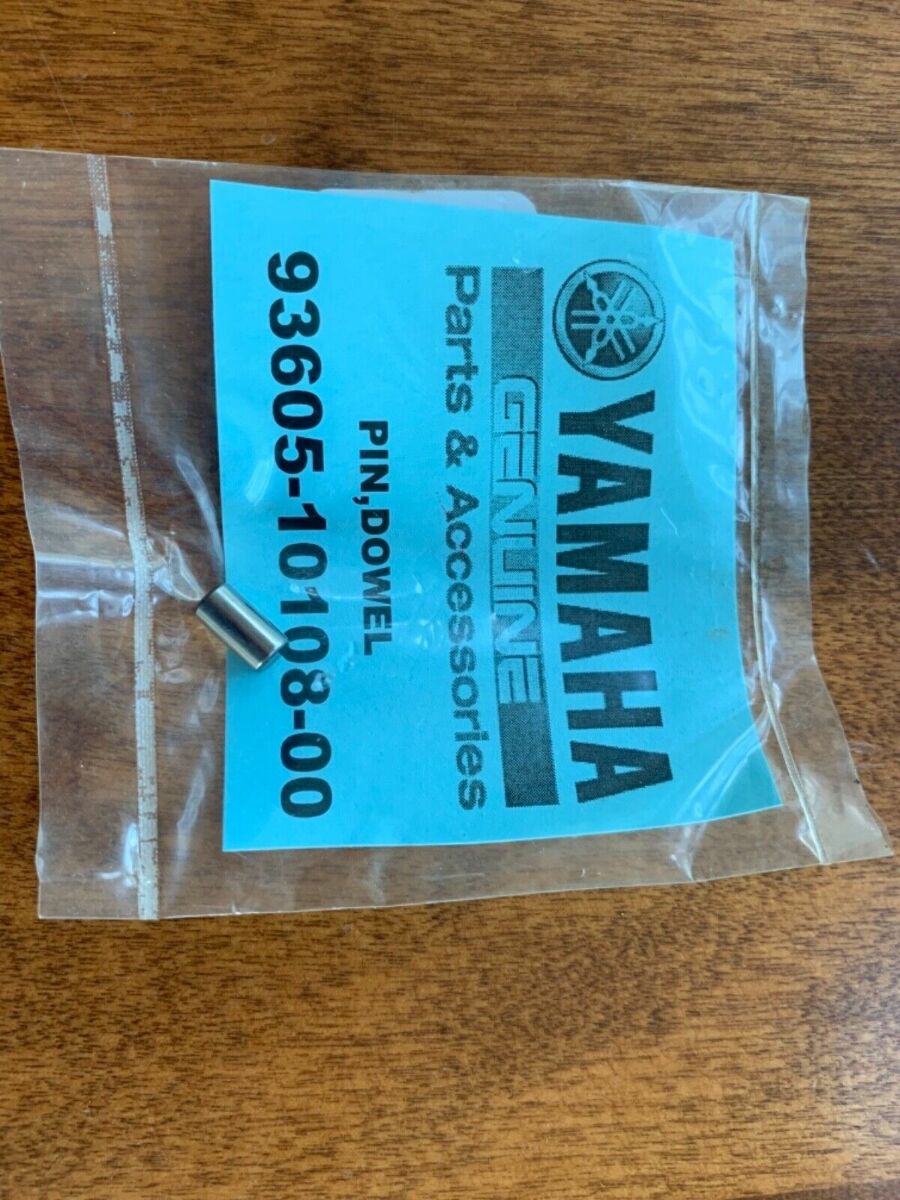 YAMAHA
GENUINE
Parts & Accessories
PIN,DOWEL
93605-10108-00